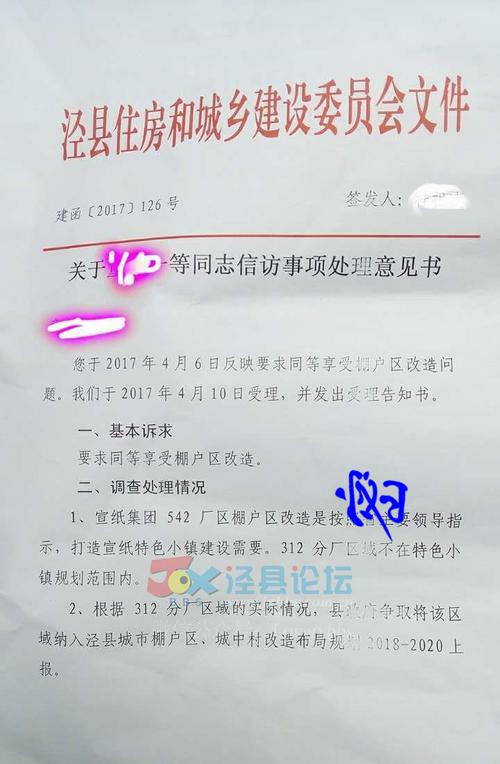 泾县住房和城乡建设委员会文件
建函〔2017〕126 号 签发人:
关于 等同志信访事项处理意见书
您于 2017 年 4 月 6 日反映要求同等享受棚户区改造问
题。我们于 2017 年 4 月 10 日受理，并发出受理告知书。
一、基本诉求
要求同等享受棚户区改造。
二、调查处理情况
1、宣纸集团 542 厂区棚户区改造是按照 主要领导指
示，打造宣纸特色小镇建设需要。312 分厂区域不在特色小
镇规划范围内。
泾县论坛
2、根据 312 分厂区域的实际情况，县政府争取将该区
域纳入泾县城市棚户区、城中村改造布局规划 2018-2020 上
报。